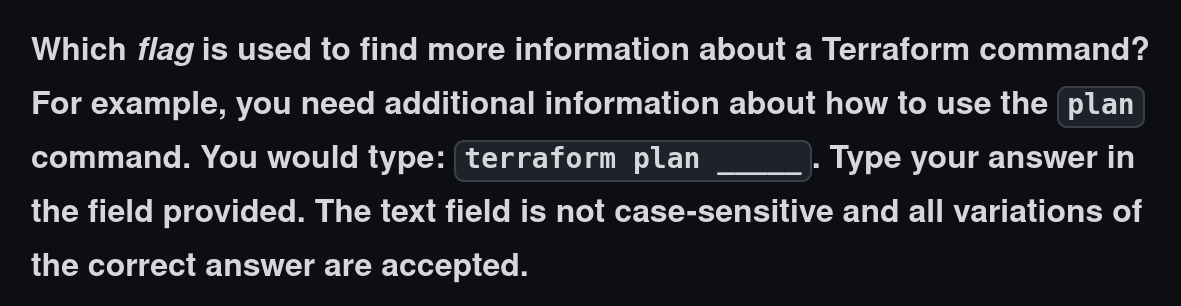 Which flag is used to find more information about a Terraform command?
For example, you need additional information about how to use the plan
command. You would type: terraform plan _____. Type your answer in
the field provided. The text field is not case-sensitive and all variations of
the correct answer are accepted.